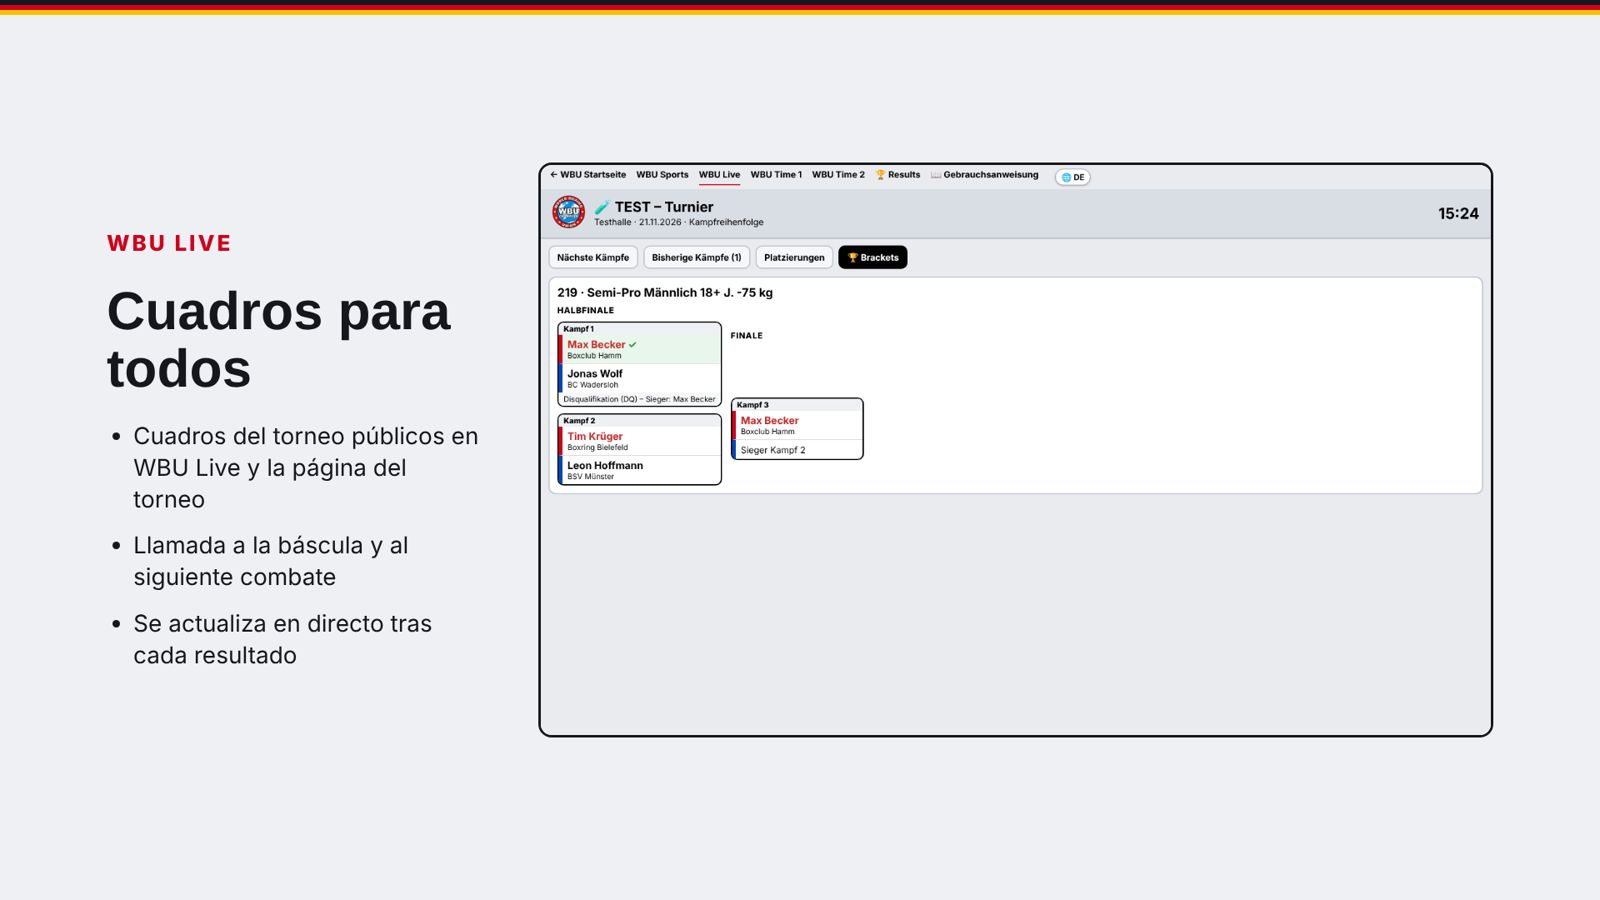 WBU LIVE
Cuadros para
todos
• Cuadros del torneo públicos en
WBU Live y la página del
torneo
• Llamada a la báscula y al
siguiente combate
• Se actualiza en directo tras
cada resultado
← WBU Startseite WBU Sports WBU Live WBU Time 1 WBU Time 2 🏆 Results 📖 Gebrauchsanweisung 🌐 DE
WBU
🧪 TEST – Turnier
Testhalle · 21.11.2026 · Kampfreihenfolge
15:24
Nächste Kämpfe Bisherige Kämpfe (1) Platzierungen 🏆 Brackets
219 · Semi-Pro Männlich 18+ J. -75 kg
HALBFINALE
Kampf 1
Max Becker ✓
Boxclub Hamm
Jonas Wolf
BC Wadersloh
Disqualifikation (DQ) – Sieger: Max Becker
Kampf 2
Tim Krüger
Boxring Bielefeld
Leon Hoffmann
BSV Münster
FINALE
Kampf 3
Max Becker
Boxclub Hamm
Sieger Kampf 2